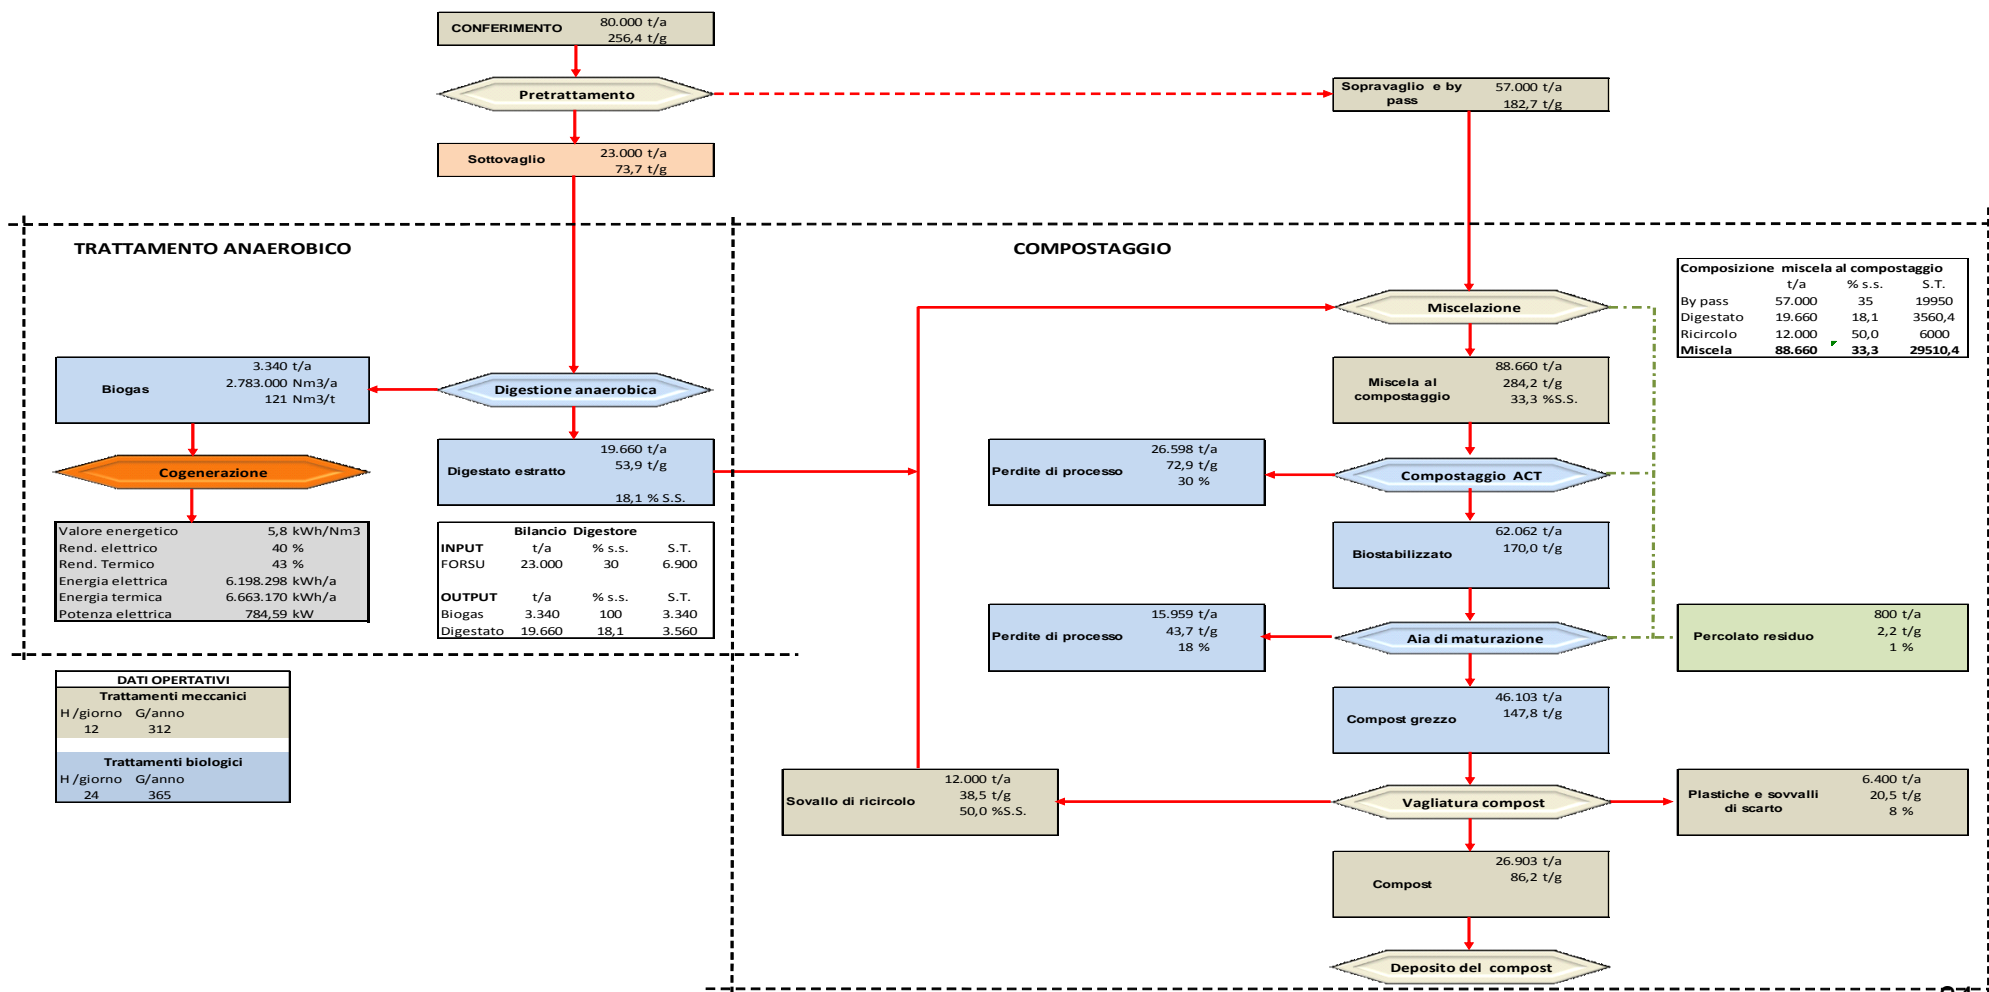 CONFERIMENTO
80.000 t/a
256,4 t/g
Pretrattamento
Sopravaglio e by pass
57.000 t/a
182,7 t/g
Sottovaglio
23.000 t/a
73,7 t/g
TRATTAMENTO ANAEROBICO
COMPOSTAGGIO
Composizione miscela al compostaggio
t/a % s.s. S.T.
By pass 57.000 35 19950
Digestato 19.660 18,1 3560,4
Ricircolo 12.000 50,0 6000
Miscela 88.660 33,3 29510,4
Miscelazione
Biogas
3.340 t/a
2.783.000 Nm3/a
121 Nm3/t
Digestione anaerobica
Miscela al compostaggio
88.660 t/a
284,2 t/g
33,3 %S.S.
Cogenerazione
Digestato estratto
19.660 t/a
53,9 t/g
18,1 % S.S.
Perdite di processo
26.598 t/a
72,9 t/g
30 %
Compostaggio ACT
Valore energetico 5,8 kWh/Nm3
Rend. elettrico 40 %
Rend. Termico 43 %
Energia elettrica 6.198.298 kWh/a
Energia termica 6.663.170 kWh/a
Potenza elettrica 784,59 kW
Bilancio Digestore
INPUT t/a % s.s. S.T.
FORSU 23.000 30 6.900
OUTPUT t/a % s.s. S.T.
Biogas 3.340 100 3.340
Digestato 19.660 18,1 3.560
Biostabilizzato
62.062 t/a
170,0 t/g
Perdite di processo
15.959 t/a
43,7 t/g
18 %
Aia di maturazione
Percolato residuo
800 t/a
2,2 t/g
1 %
DATI OPERTATIVI
Trattamenti meccanici
H /giorno G/anno
12 312
Trattamenti biologici
H /giorno G/anno
24 365
Compost grezzo
46.103 t/a
147,8 t/g
Sovallo di ricircolo
12.000 t/a
38,5 t/g
50,0 %S.S.
Vagliatura compost
Plastiche e sovvalli di scarto
6.400 t/a
20,5 t/g
8 %
Compost
26.903 t/a
86,2 t/g
Deposito del compost